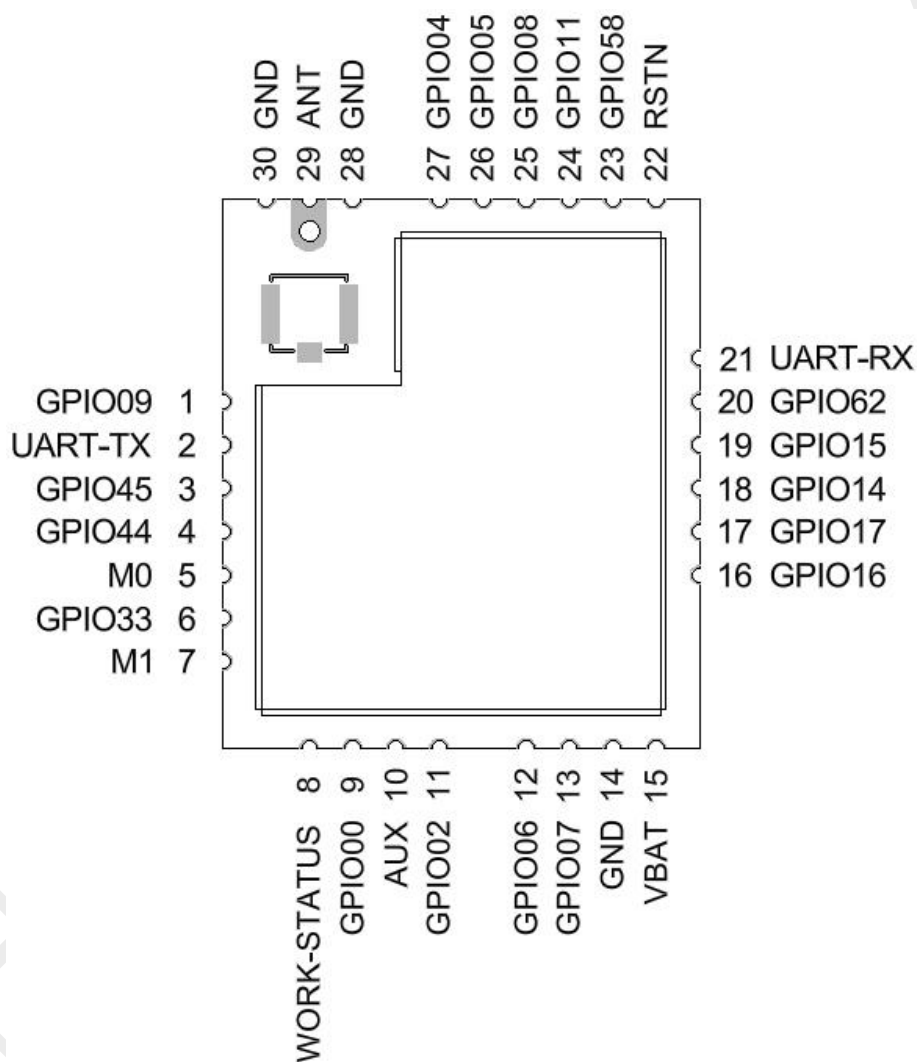 30 GND
29 ANT
28 GND
27 GPIO04
26 GPIO05
25 GPIO08
24 GPIO11
23 GPIO58
22 RSTN
GPIO09 1
UART-TX 2
GPIO45 3
GPIO44 4
M0 5
GPIO33 6
M1 7
21 UART-RX
20 GPIO62
19 GPIO15
18 GPIO14
17 GPIO17
16 GPIO16
WORK-STATUS 8
GPIO00 9
AUX 10
GPIO02 11
GPIO06 12
GPIO07 13
GND 14
VBAT 15